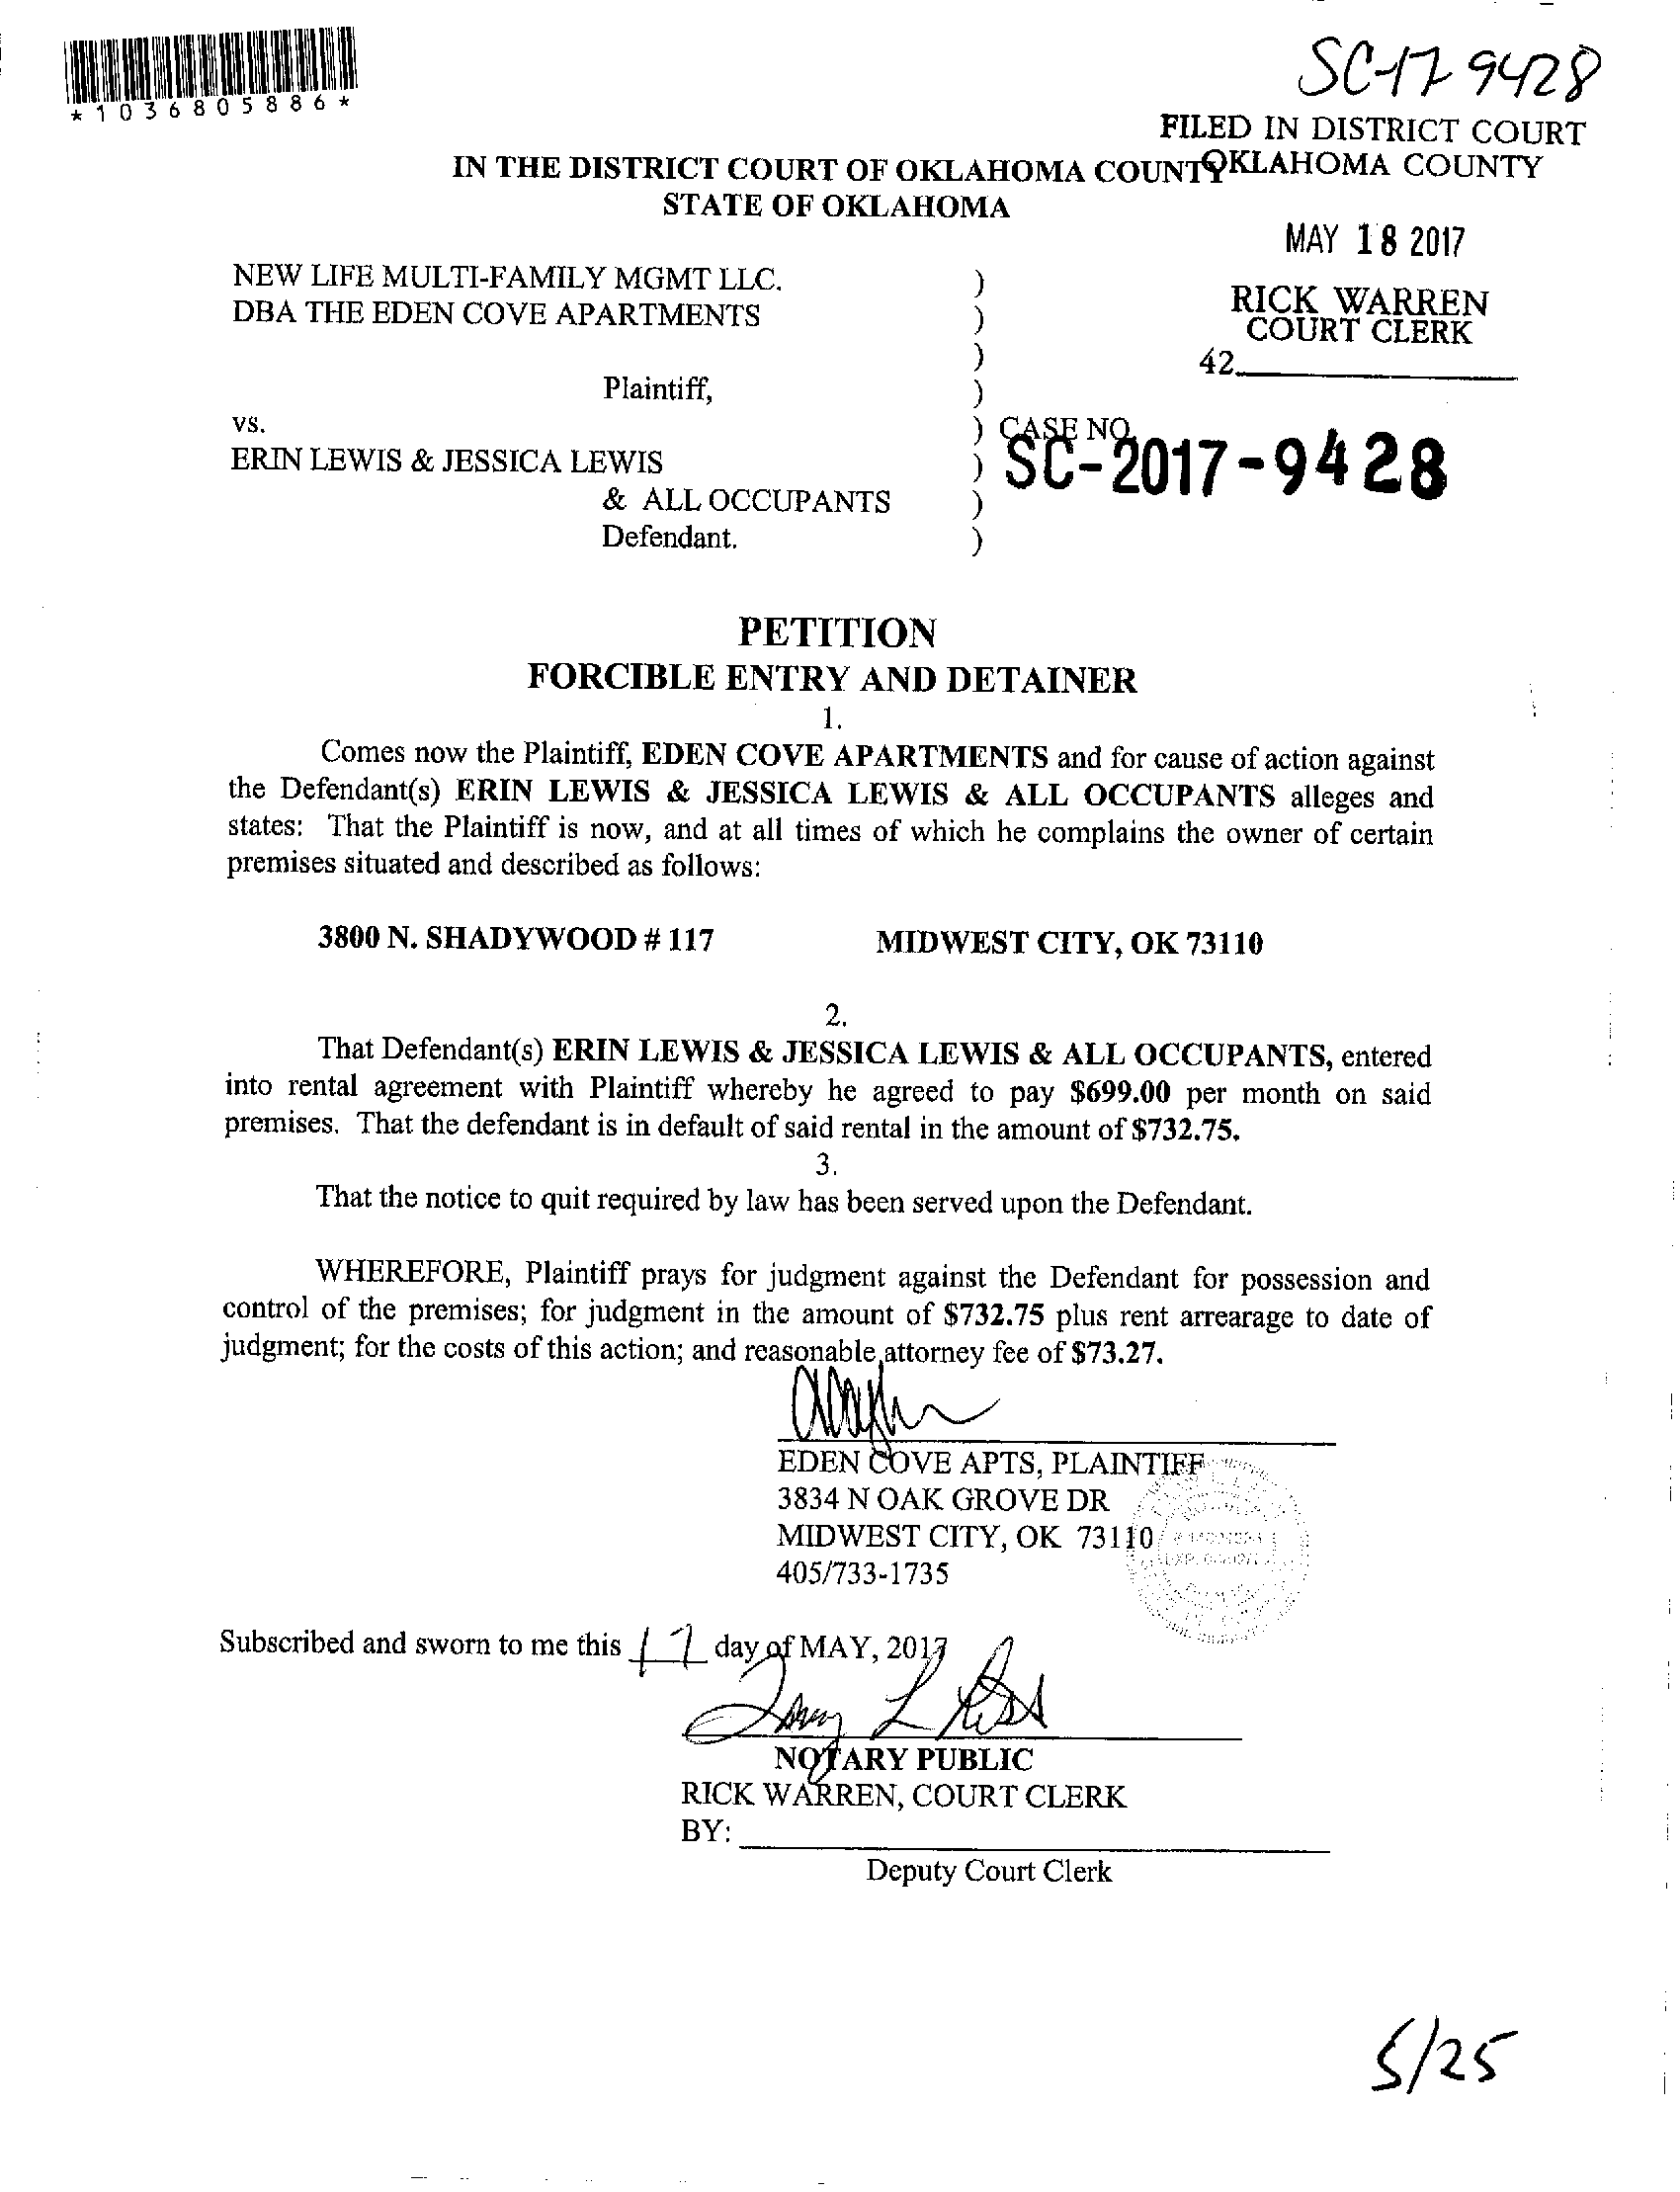 *1036805886*
SC-17 9428
FILED IN DISTRICT COURT
OKLAHOMA COUNTY
IN THE DISTRICT COURT OF OKLAHOMA COUNTY
STATE OF OKLAHOMA
MAY 18 2017
RICK WARREN
COURT CLERK
42
NEW LIFE MULTI-FAMILY MGMT LLC. )
DBA THE EDEN COVE APARTMENTS )
)
Plaintiff, )
vs. ) CASE NO.
SC-2017-9428
ERIN LEWIS & JESSICA LEWIS )
& ALL OCCUPANTS )
Defendant. )
PETITION
FORCIBLE ENTRY AND DETAINER
1.
Comes now the Plaintiff, EDEN COVE APARTMENTS and for cause of action against
the Defendant(s) ERIN LEWIS & JESSICA LEWIS & ALL OCCUPANTS alleges and
states: That the Plaintiff is now, and at all times of which he complains the owner of certain
premises situated and described as follows:
3800 N. SHADYWOOD # 117 MIDWEST CITY, OK 73110
2.
That Defendant(s) ERIN LEWIS & JESSICA LEWIS & ALL OCCUPANTS, entered
into rental agreement with Plaintiff whereby he agreed to pay $699.00 per month on said
premises. That the defendant is in default of said rental in the amount of $732.75.
3.
That the notice to quit required by law has been served upon the Defendant.
WHEREFORE, Plaintiff prays for judgment against the Defendant for possession and
control of the premises; for judgment in the amount of $732.75 plus rent arrearage to date of
judgment; for the costs of this action; and reasonable attorney fee of $73.27.
EDEN COVE APTS, PLAINTIFF
3834 N OAK GROVE DR
MIDWEST CITY, OK 73110
405/733-1735
Subscribed and sworn to me this 17 day of MAY, 2017
NOTARY PUBLIC
RICK WARREN, COURT CLERK
BY:
Deputy Court Clerk
5/25